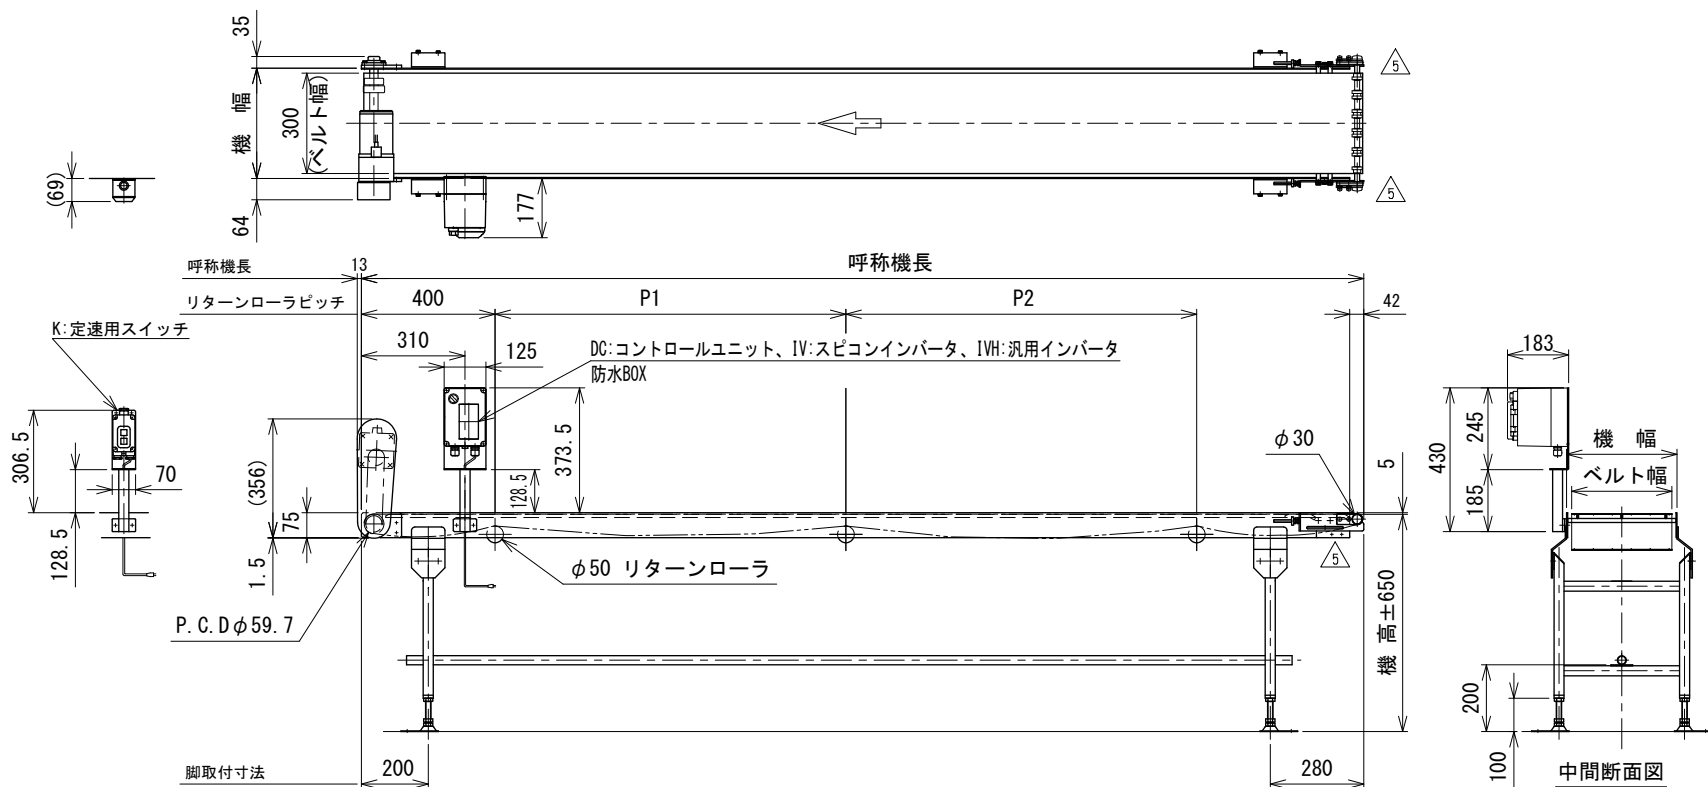 35
機 幅
300
(ベルト幅)
5
5
(69)
64
177
呼称機長
13
呼称機長
リターンローラピッチ
400
P1
P2
42
K:定速用スイッチ
310
125
DC:コントロールユニット、IV:スピコンインバータ、IVH:汎用インバータ
防水BOX
183
306.5
70
128.5
(356)
75
1.5
373.5
128.5
φ30
5
430
245
185
機 幅
ベルト幅
φ50 リターンローラ
5
P.C.Dφ59.7
機 高±650
200
100
脚取付寸法
200
280
中間断面図